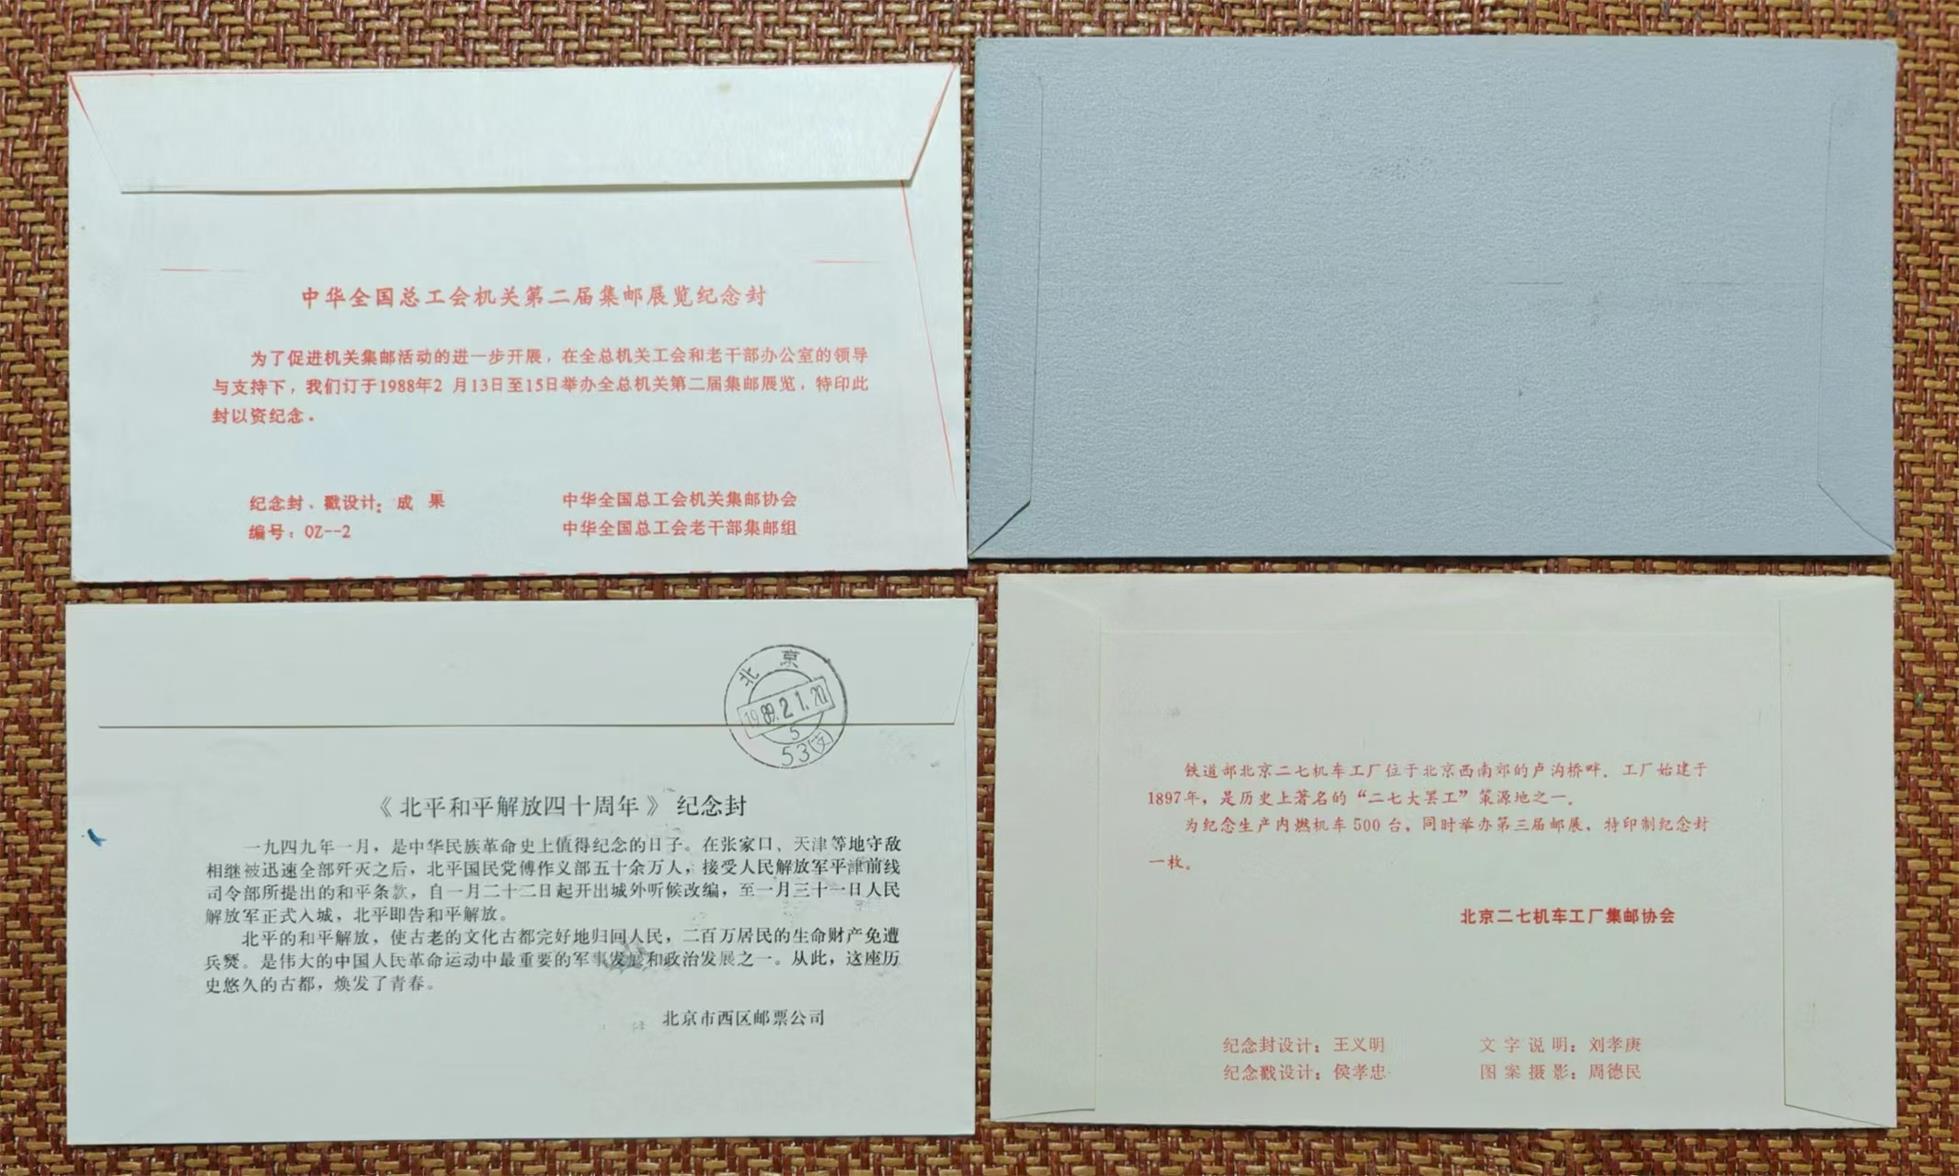 中华全国总工会机关第二届集邮展览纪念封
为了促进机关集邮活动的进一步开展，在全总机关工会和老干部办公室的领导
与支持下，我们订于1988年2 月13日至15日举办全总机关第二届集邮展览，特印此
封以资纪念。
纪念封、戳设计：成 果
编号：OZ--2
中华全国总工会机关集邮协会
中华全国总工会老干部集邮组
北京
1989.2.1.20
5
53(支)
《北平和平解放四十周年》纪念封
一九四九年一月，是中华民族革命史上值得纪念的日子。在张家口、天津等地守敌
相继被迅速全部歼灭之后，北平国民党傅作义部五十余万人，接受人民解放军平津前线
司令部所提出的和平条款，自一月二十二日起开出城外听候改编，至一月三十一日人民
解放军正式入城，北平即告和平解放。
北平的和平解放，使古老的文化古都完好地归回人民，二百万居民的生命财产免遭
兵燹。是伟大的中国人民革命运动中最重要的军事发展和政治发展之一。从此，这座历
史悠久的古都，焕发了青春。
北京市西区邮票公司
铁道部北京二七机车工厂位于北京西南郊的卢沟桥畔．工厂始建于
1897年，是历史上著名的“二七大罢工”策源地之一．
为纪念生产内燃机车500台，同时举办第三届邮展，特印制纪念封
一枚。
北京二七机车工厂集邮协会
纪念封设计：王义明
纪念戳设计：侯孝忠
文字说明：刘孝庚
图案摄影：周德民